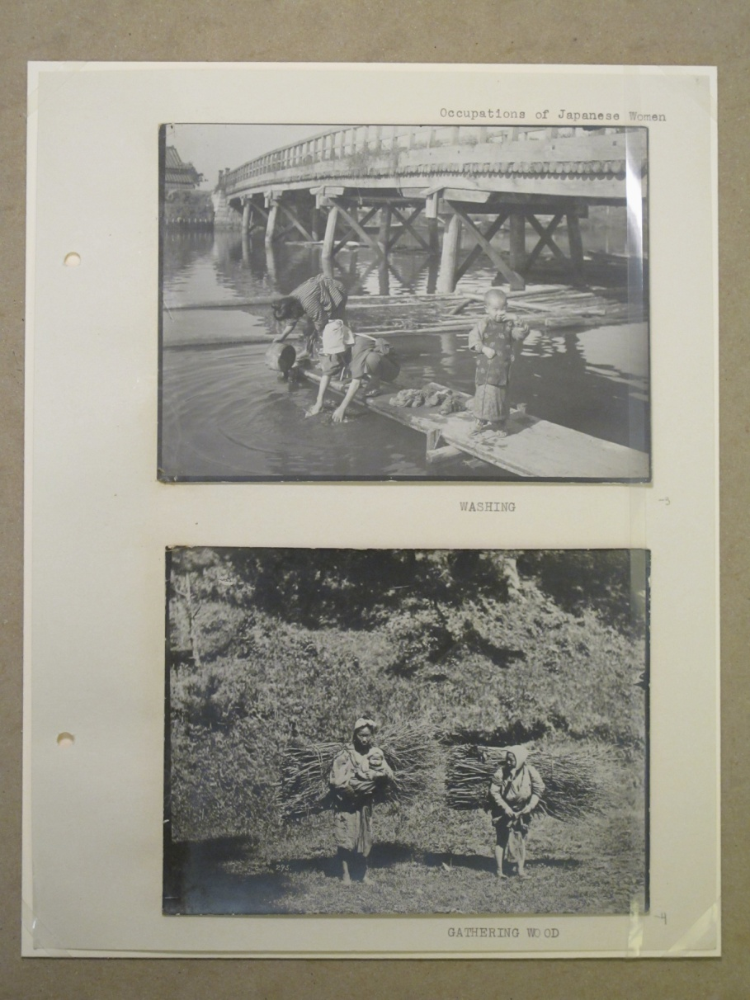 Occupations of Japanese Women
WASHING
-3
GATHERING WOOD
-4